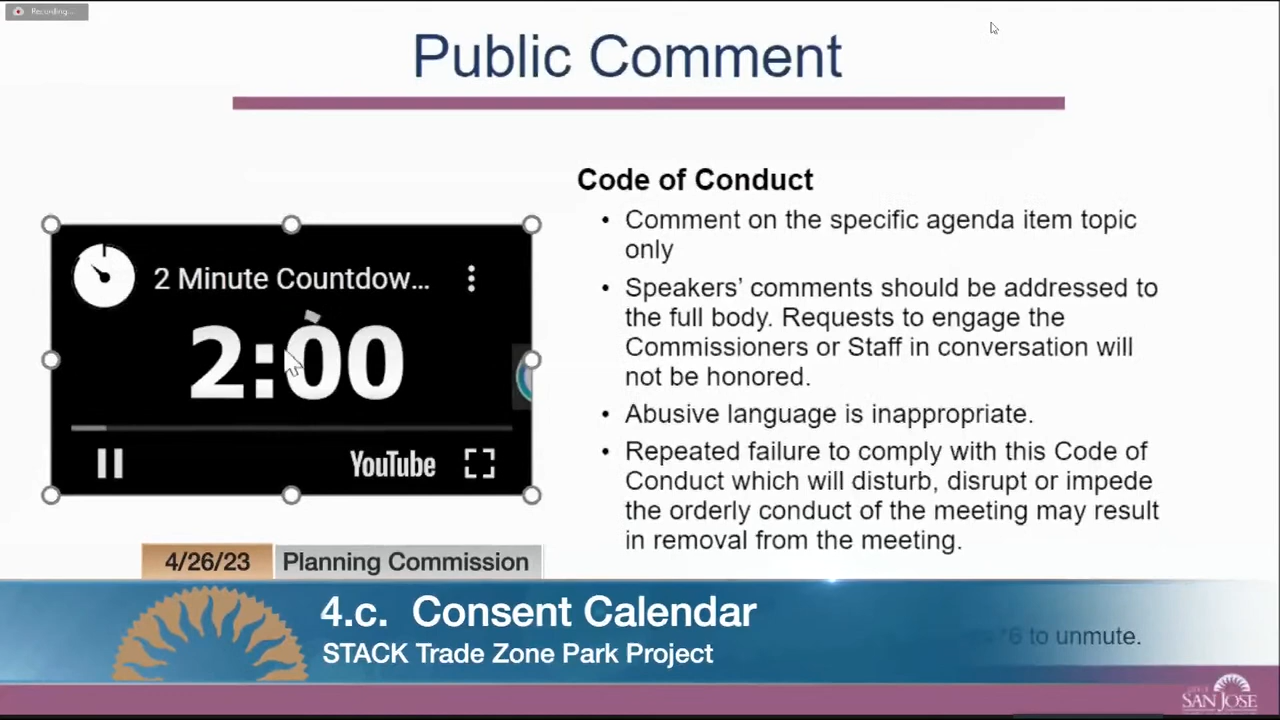 Recording...
Public Comment
Code of Conduct
• Comment on the specific agenda item topic
only
• Speakers’ comments should be addressed to
the full body. Requests to engage the
Commissioners or Staff in conversation will
not be honored.
• Abusive language is inappropriate.
• Repeated failure to comply with this Code of
Conduct which will disturb, disrupt or impede
the orderly conduct of the meeting may result
in removal from the meeting.
2 Minute Countdow...
2:00
YouTube
4/26/23 Planning Commission
4.c. Consent Calendar
STACK Trade Zone Park Project
*6 to unmute.
CITY OF
SAN JOSE